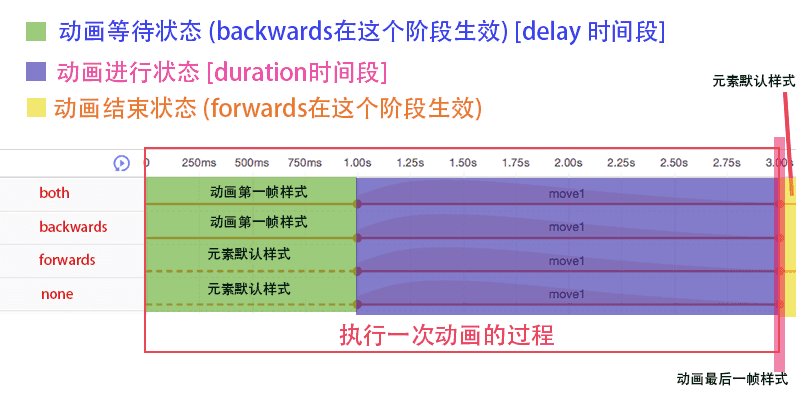 动画等待状态 (backwards在这个阶段生效) [delay 时间段]
动画进行状态 [duration时间段]
动画结束状态 (forwards在这个阶段生效)
元素默认样式
0 250ms 500ms 750ms 1.00s 1.25s 1.50s 1.75s 2.00s 2.25s 2.50s 2.75s 3.00s
both 动画第一帧样式 move1
backwards 动画第一帧样式 move1
forwards 元素默认样式 move1
none 元素默认样式 move1
执行一次动画的过程
动画最后一帧样式